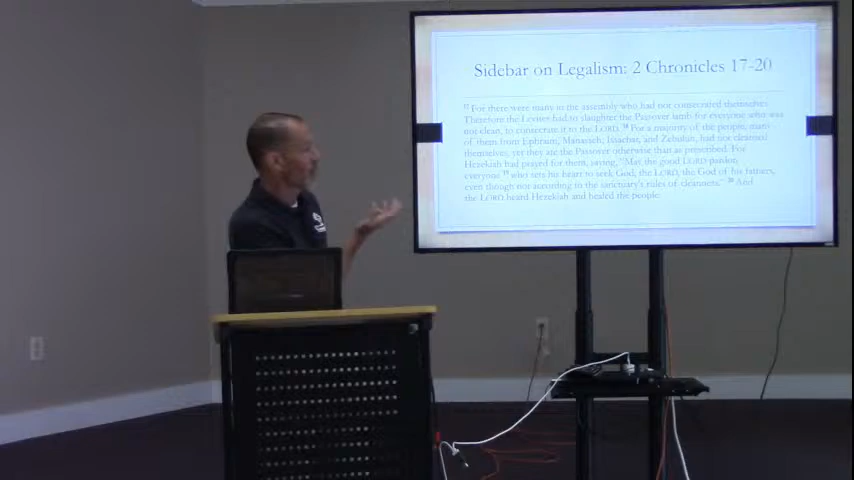 Sidebar on Legalism: 2 Chronicles 17-20
17 For there were many in the assembly who had not consecrated themselves.
Therefore the Levites had to slaughter the Passover lamb for everyone who was
not clean, to consecrate it to the LORD. 18 For a majority of the people, many
of them from Ephraim, Manasseh, Issachar, and Zebulun, had not cleansed
themselves, yet they ate the Passover otherwise than as prescribed. For
Hezekiah had prayed for them, saying, "May the good LORD pardon
everyone 19 who sets his heart to seek God, the LORD, the God of his fathers,
even though not according to the sanctuary's rules of cleanness." 20 And
the LORD heard Hezekiah and healed the people.